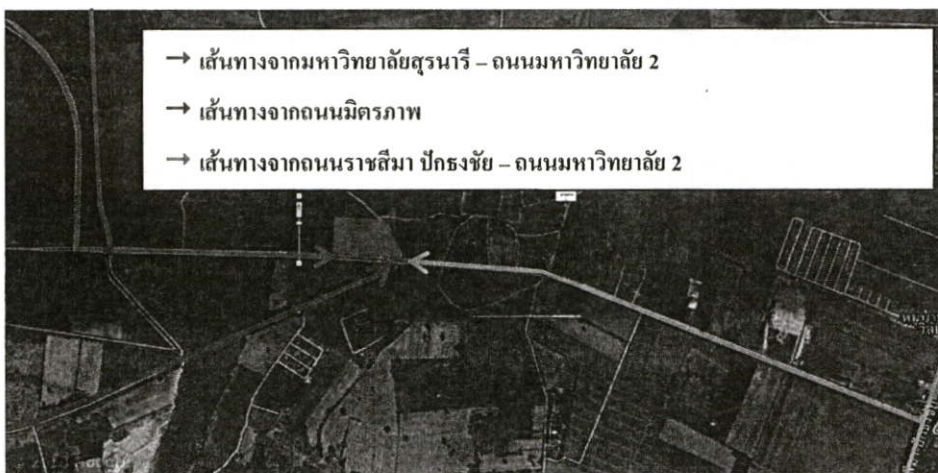 → เส้นทางจากมหาวิทยาลัยสุรนารี – ถนนมหาวิทยาลัย 2
→ เส้นทางจากถนนมิตรภาพ
→ เส้นทางจากถนนราชสีมา ปักธงชัย – ถนนมหาวิทยาลัย 2